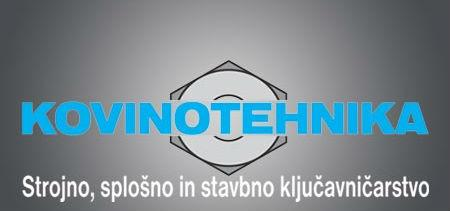 KOVINOTEHNIKA
Strojno, splošno in stavbno ključavničarstvo